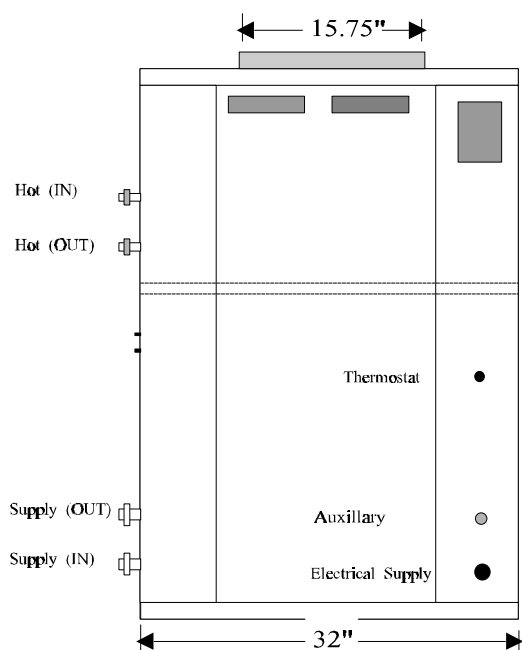 15.75"
Hot (IN)
Hot (OUT)
Thermostat
Supply (OUT)
Auxillary
Supply (IN)
Electrical Supply
32"